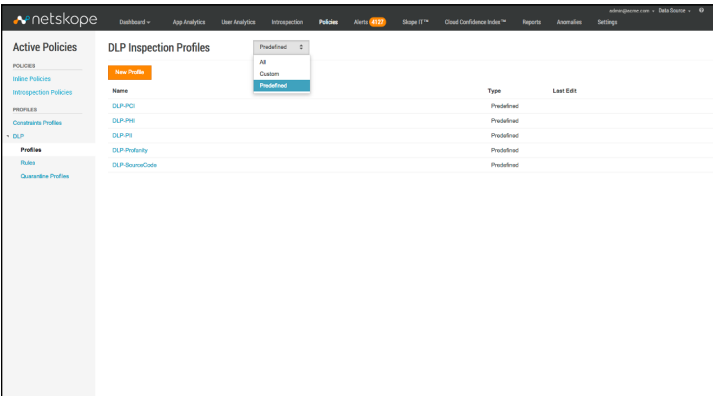 netskope
admin@acme.com
Data Source
Dashboard
App Analytics
User Analytics
Introspection
Policies
Alerts 4127
Skope IT™
Cloud Confidence Index™
Reports
Anomalies
Settings
Active Policies
POLICIES
Inline Policies
Introspection Policies
PROFILES
Constraints Profiles
DLP
Profiles
Rules
Quarantine Profiles
DLP Inspection Profiles
Predefined
All
Custom
Predefined
New Profile
Name Type Last Edit
DLP-PCI Predefined
DLP-PHI Predefined
DLP-PII Predefined
DLP-Profanity Predefined
DLP-SourceCode Predefined